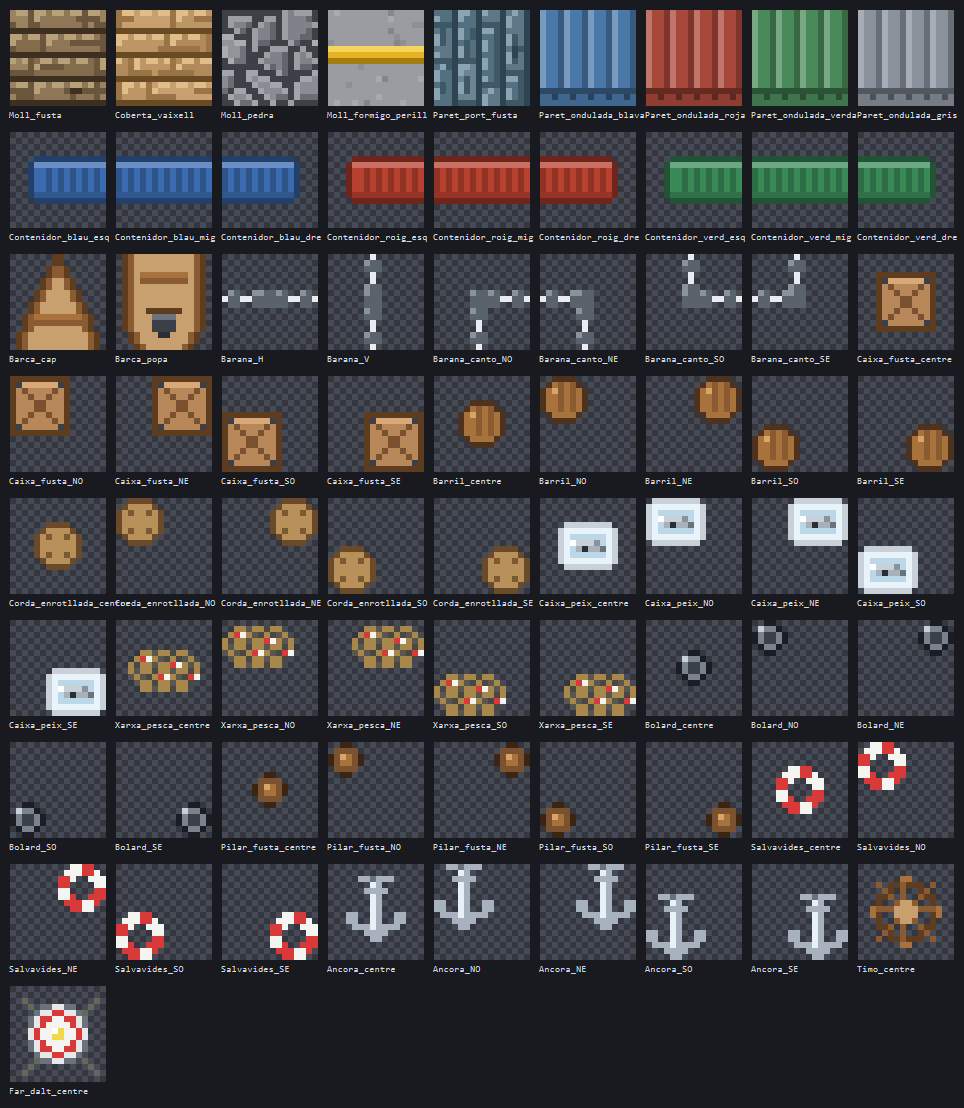 Moll_fusta Coberta_vaixell Moll_pedra Moll_formigo_perill Paret_port_fusta Paret_ondulada_blava Paret_ondulada_roja Paret_ondulada_verda Paret_ondulada_gris
Contenidor_blau_esq Contenidor_blau_mig Contenidor_blau_dre Contenidor_roig_esq Contenidor_roig_mig Contenidor_roig_dre Contenidor_verd_esq Contenidor_verd_mig Contenidor_verd_dre
Barca_cap Barca_popa Barana_H Barana_V Barana_canto_NO Barana_canto_NE Barana_canto_SO Barana_canto_SE Caixa_fusta_centre
Caixa_fusta_NO Caixa_fusta_NE Caixa_fusta_SO Caixa_fusta_SE Barril_centre Barril_NO Barril_NE Barril_SO Barril_SE
Corda_enrotllada_NO Corda_enrotllada_NE Corda_enrotllada_SO Corda_enrotllada_SE Caixa_peix_centre Caixa_peix_NO Caixa_peix_NE Caixa_peix_SO
Caixa_peix_SE Xarxa_pesca_centre Xarxa_pesca_NO Xarxa_pesca_NE Xarxa_pesca_SO Xarxa_pesca_SE Bolard_centre Bolard_NO Bolard_NE
Bolard_SO Bolard_SE Pilar_fusta_centre Pilar_fusta_NO Pilar_fusta_NE Pilar_fusta_SO Pilar_fusta_SE Salvavides_centre Salvavides_NO
Salvavides_NE Salvavides_SO Salvavides_SE Ancora_centre Ancora_NO Ancora_NE Ancora_SO Ancora_SE Timo_centre
Far_dalt_centre